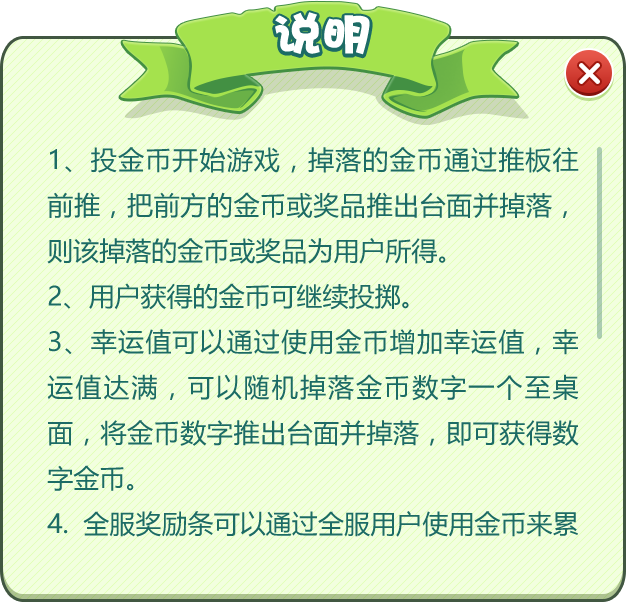 说明
1、投金币开始游戏，掉落的金币通过推板往
前推，把前方的金币或奖品推出台面并掉落，
则该掉落的金币或奖品为用户所得。
2、用户获得的金币可继续投掷。
3、幸运值可以通过使用金币增加幸运值，幸
运值达满，可以随机掉落金币数字一个至桌
面，将金币数字推出台面并掉落，即可获得数
字金币。
4. 全服奖励条可以通过全服用户使用金币来累